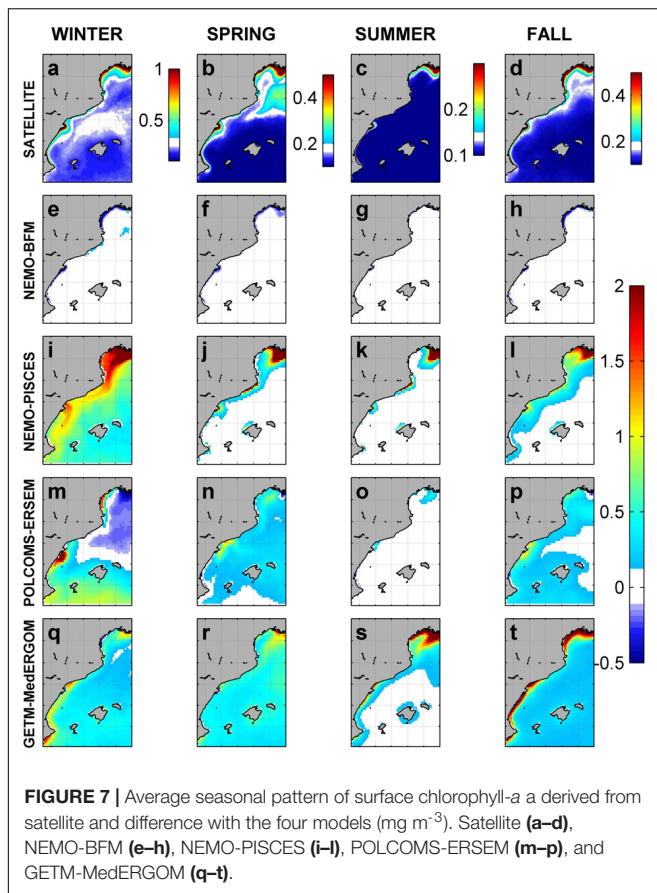 WINTER SPRING SUMMER FALL
SATELLITE
a 1 0.5
b 0.4 0.2
c 0.2 0.1
d 0.4 0.2
NEMO-BFM
e f g h
NEMO-PISCES
i j k l
POLCOMS-ERSEM
m n o p
GETM-MedERGOM
q r s t
2
1.5
1
0.5
0
-0.5
FIGURE 7 | Average seasonal pattern of surface chlorophyll-a a derived from
satellite and difference with the four models (mg m-3). Satellite (a–d),
NEMO-BFM (e–h), NEMO-PISCES (i–l), POLCOMS-ERSEM (m–p), and
GETM-MedERGOM (q–t).